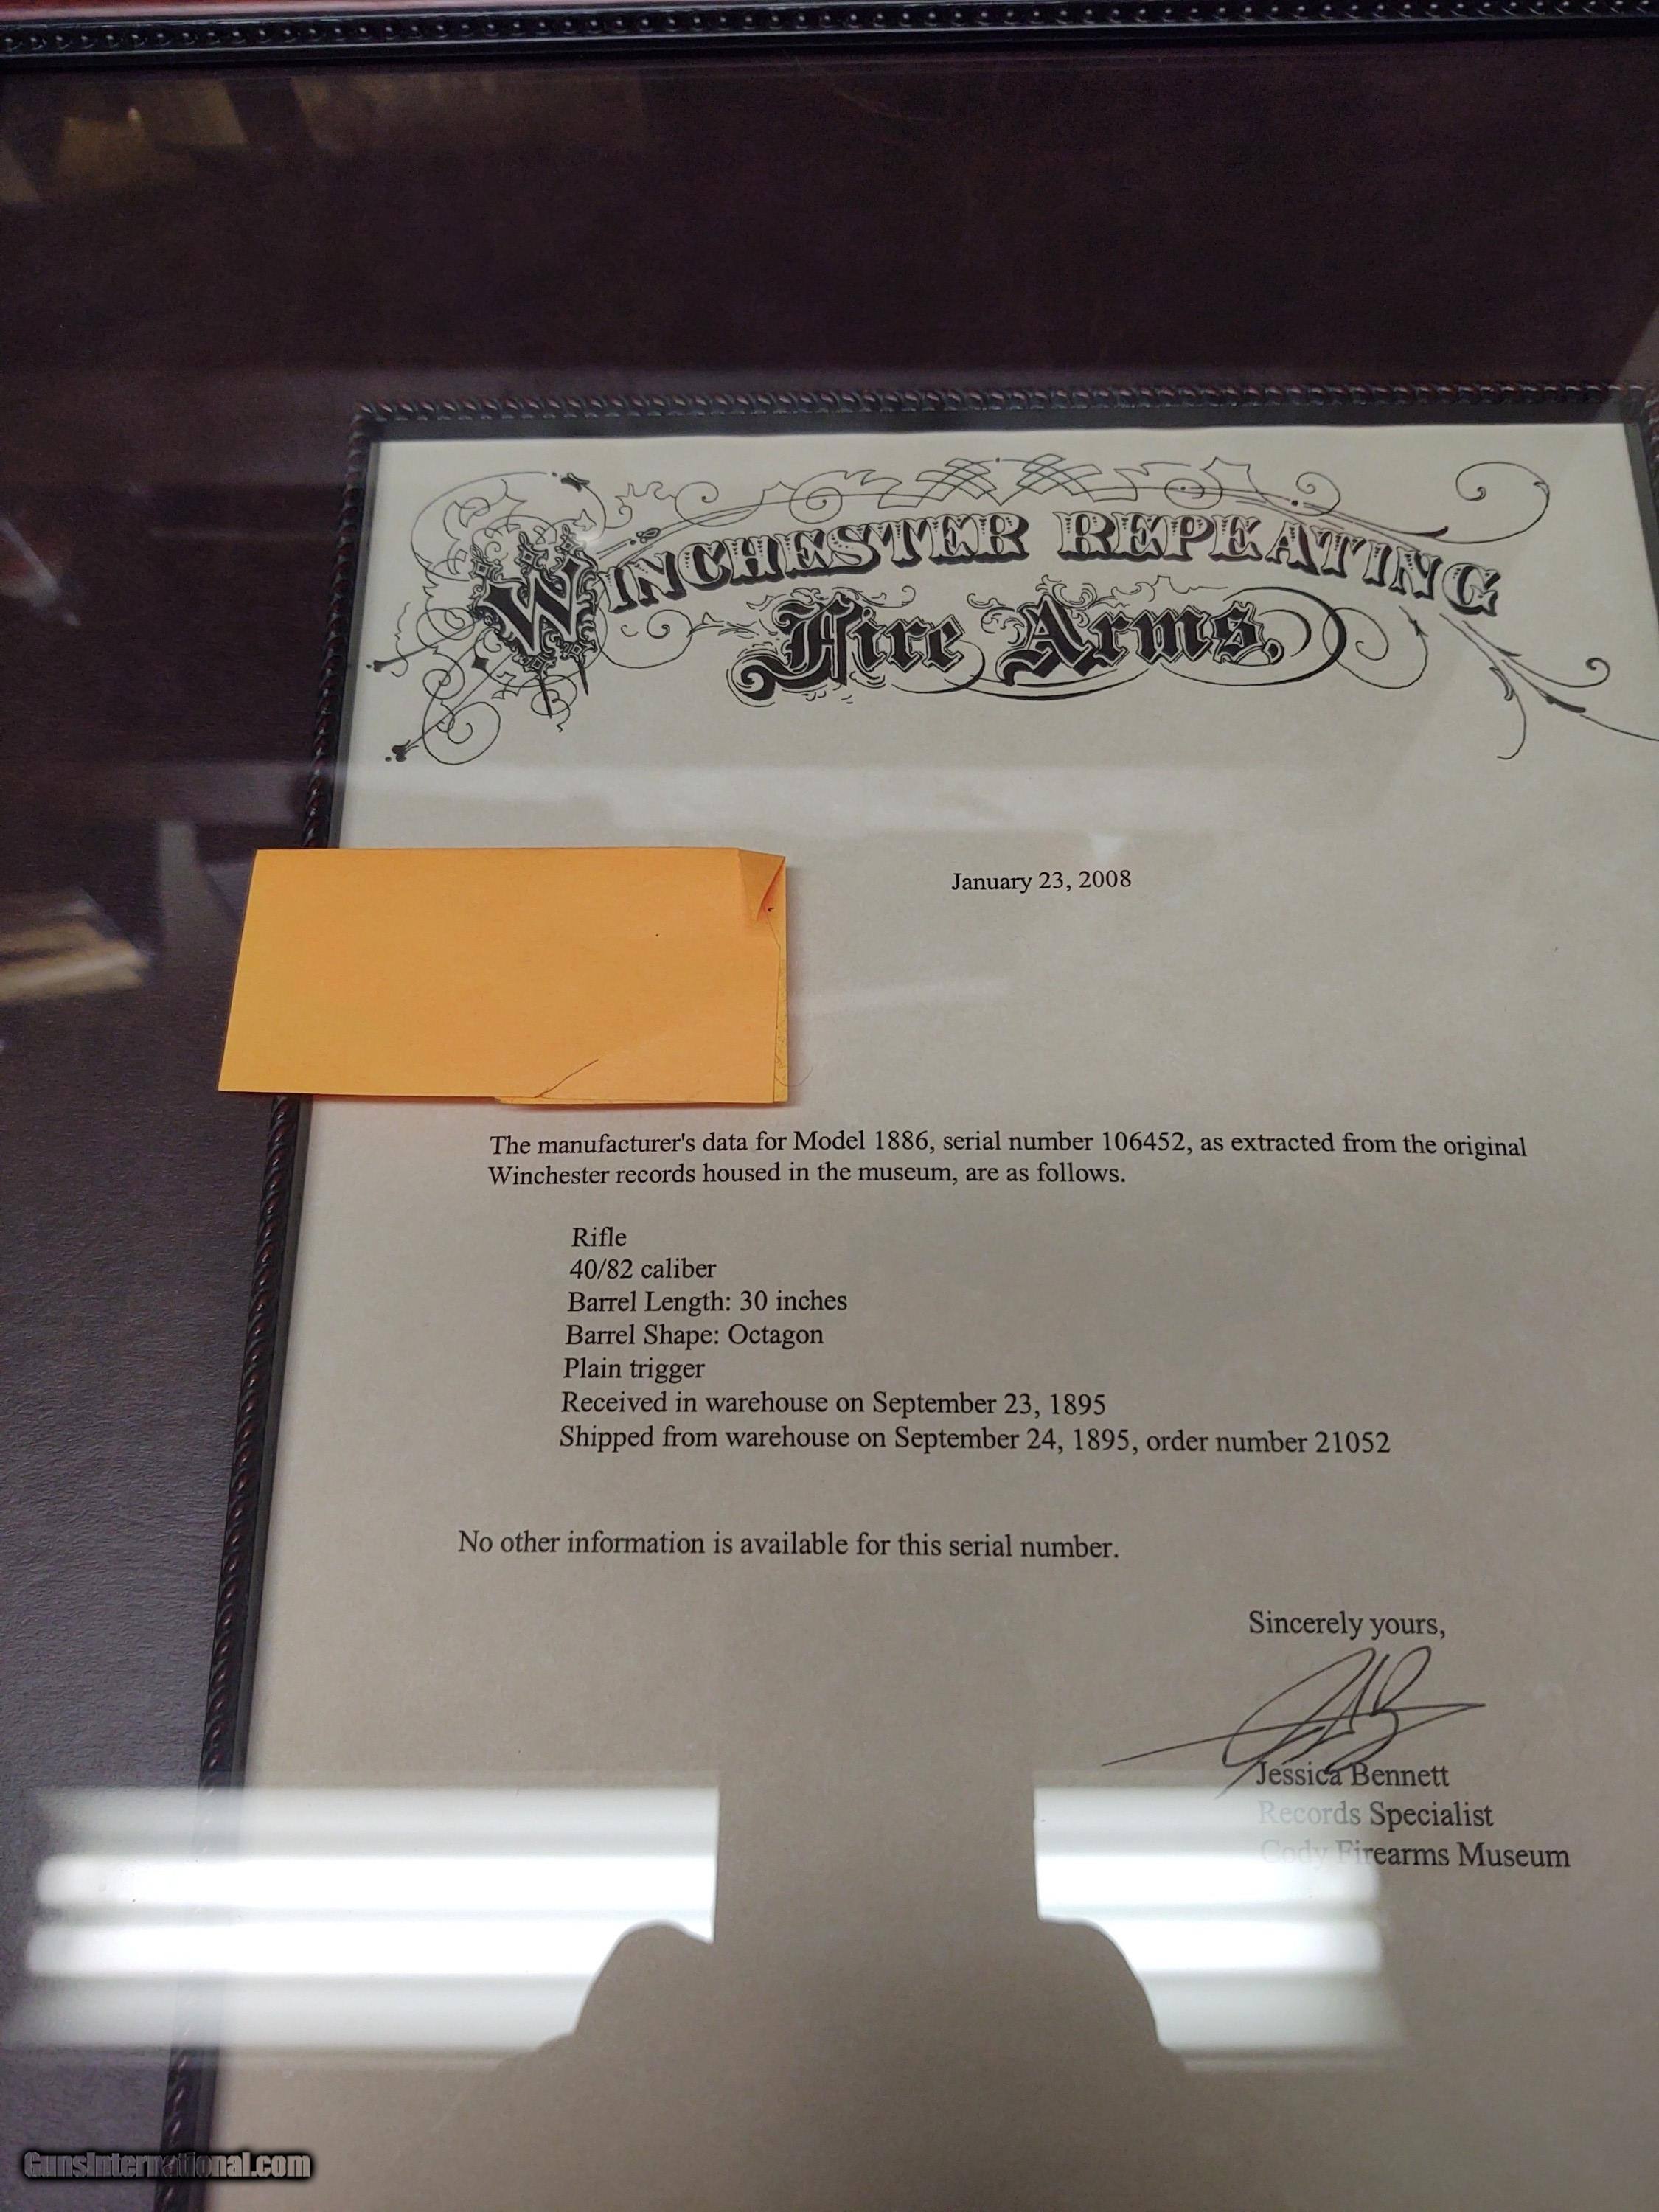 WINCHESTER REPEATING
Fire Arms.
January 23, 2008
The manufacturer's data for Model 1886, serial number 106452, as extracted from the original
Winchester records housed in the museum, are as follows.
Rifle
40/82 caliber
Barrel Length: 30 inches
Barrel Shape: Octagon
Plain trigger
Received in warehouse on September 23, 1895
Shipped from warehouse on September 24, 1895, order number 21052
No other information is available for this serial number.
Sincerely yours,
Jessica Bennett
Records Specialist
Cody Firearms Museum
GunsInternational.com